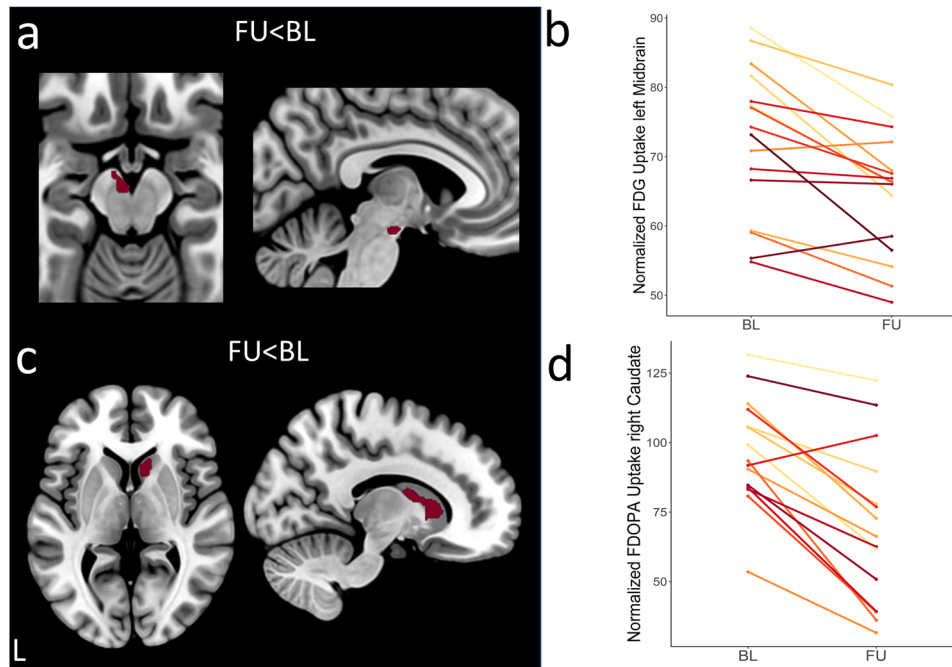 a
FU<BL
b
Normalized FDG Uptake left Midbrain
90
80
70
60
50
BL
FU
c
FU<BL
L
d
Normalized FDOPA Uptake right Caudate
125
100
75
50
BL
FU